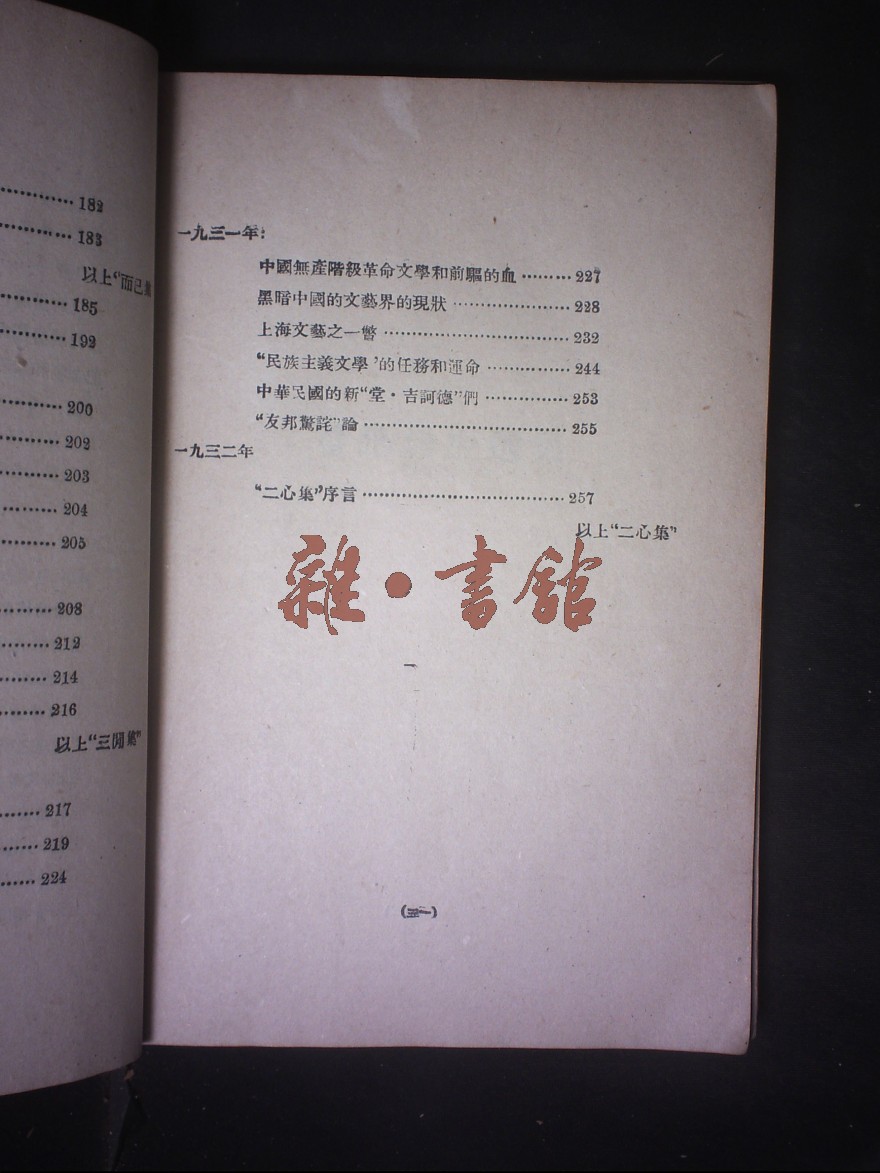 182
183
以上“而已集
185
192
200
202
203
204
205
208
212
214
216
以上“三閒集”
217
219
224
一九三一年：
中國無產階級革命文學和前驅的血………227
黑暗中國的文藝界的現狀…………………228
上海文藝之一瞥……………………………232
“民族主義文學’的任務和運命……………244
中華民國的新“堂·吉訶德”們……………253
“友邦驚詫”論………………………………255
一九三二年
“二心集”序言………………………………257
以上“二心集”
雜·書館